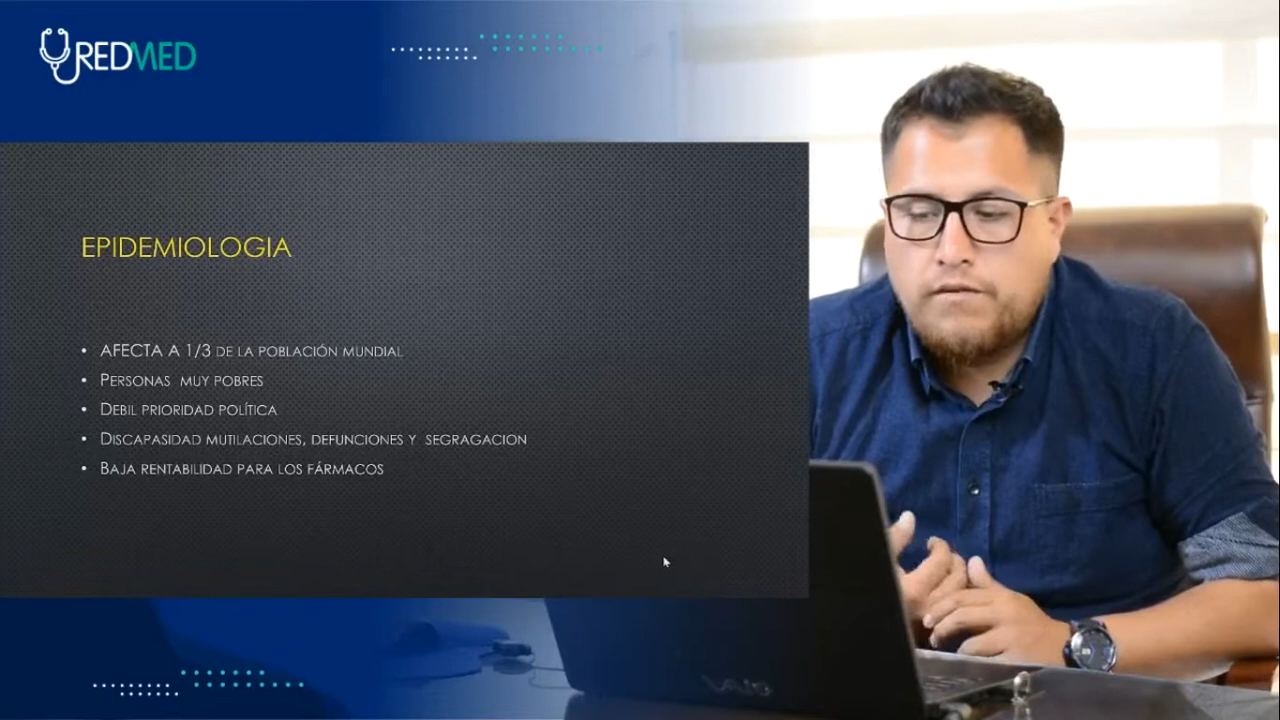 REDMED
EPIDEMIOLOGIA
• AFECTA A 1/3 DE LA POBLACIÓN MUNDIAL
• PERSONAS MUY POBRES
• DEBIL PRIORIDAD POLÍTICA
• DISCAPASIDAD MUTILACIONES, DEFUNCIONES Y SEGRAGACION
• BAJA RENTABILIDAD PARA LOS FÁRMACOS
VAIO